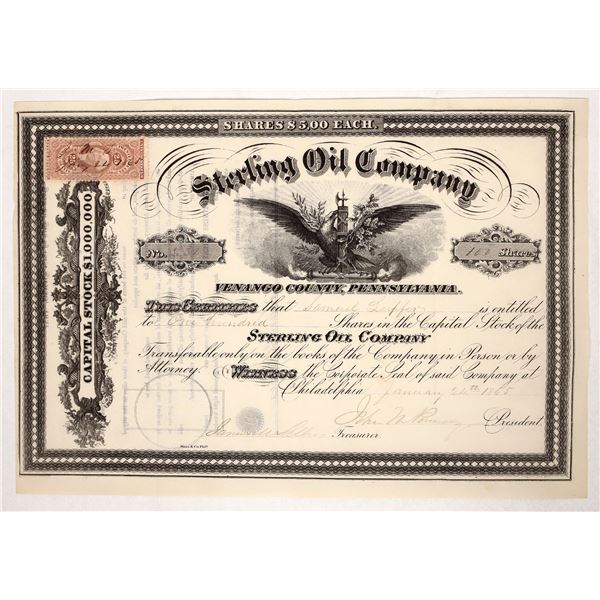 SHARES $5.00 EACH.
Sterling Oil Company
CAPITAL STOCK $1,000,000
No.
100 Shares
VENANGO COUNTY, PENNSYLVANIA.
This Certifies that Samuel is entitled
to One hundred Shares in the Capital Stock of the
STERLING OIL COMPANY
Transferable only on the books of the Company in Person or by
Attorney. Witness the Corporate Seal of said Company at
Philadelphia January 24th 1865
President.
Treasurer.